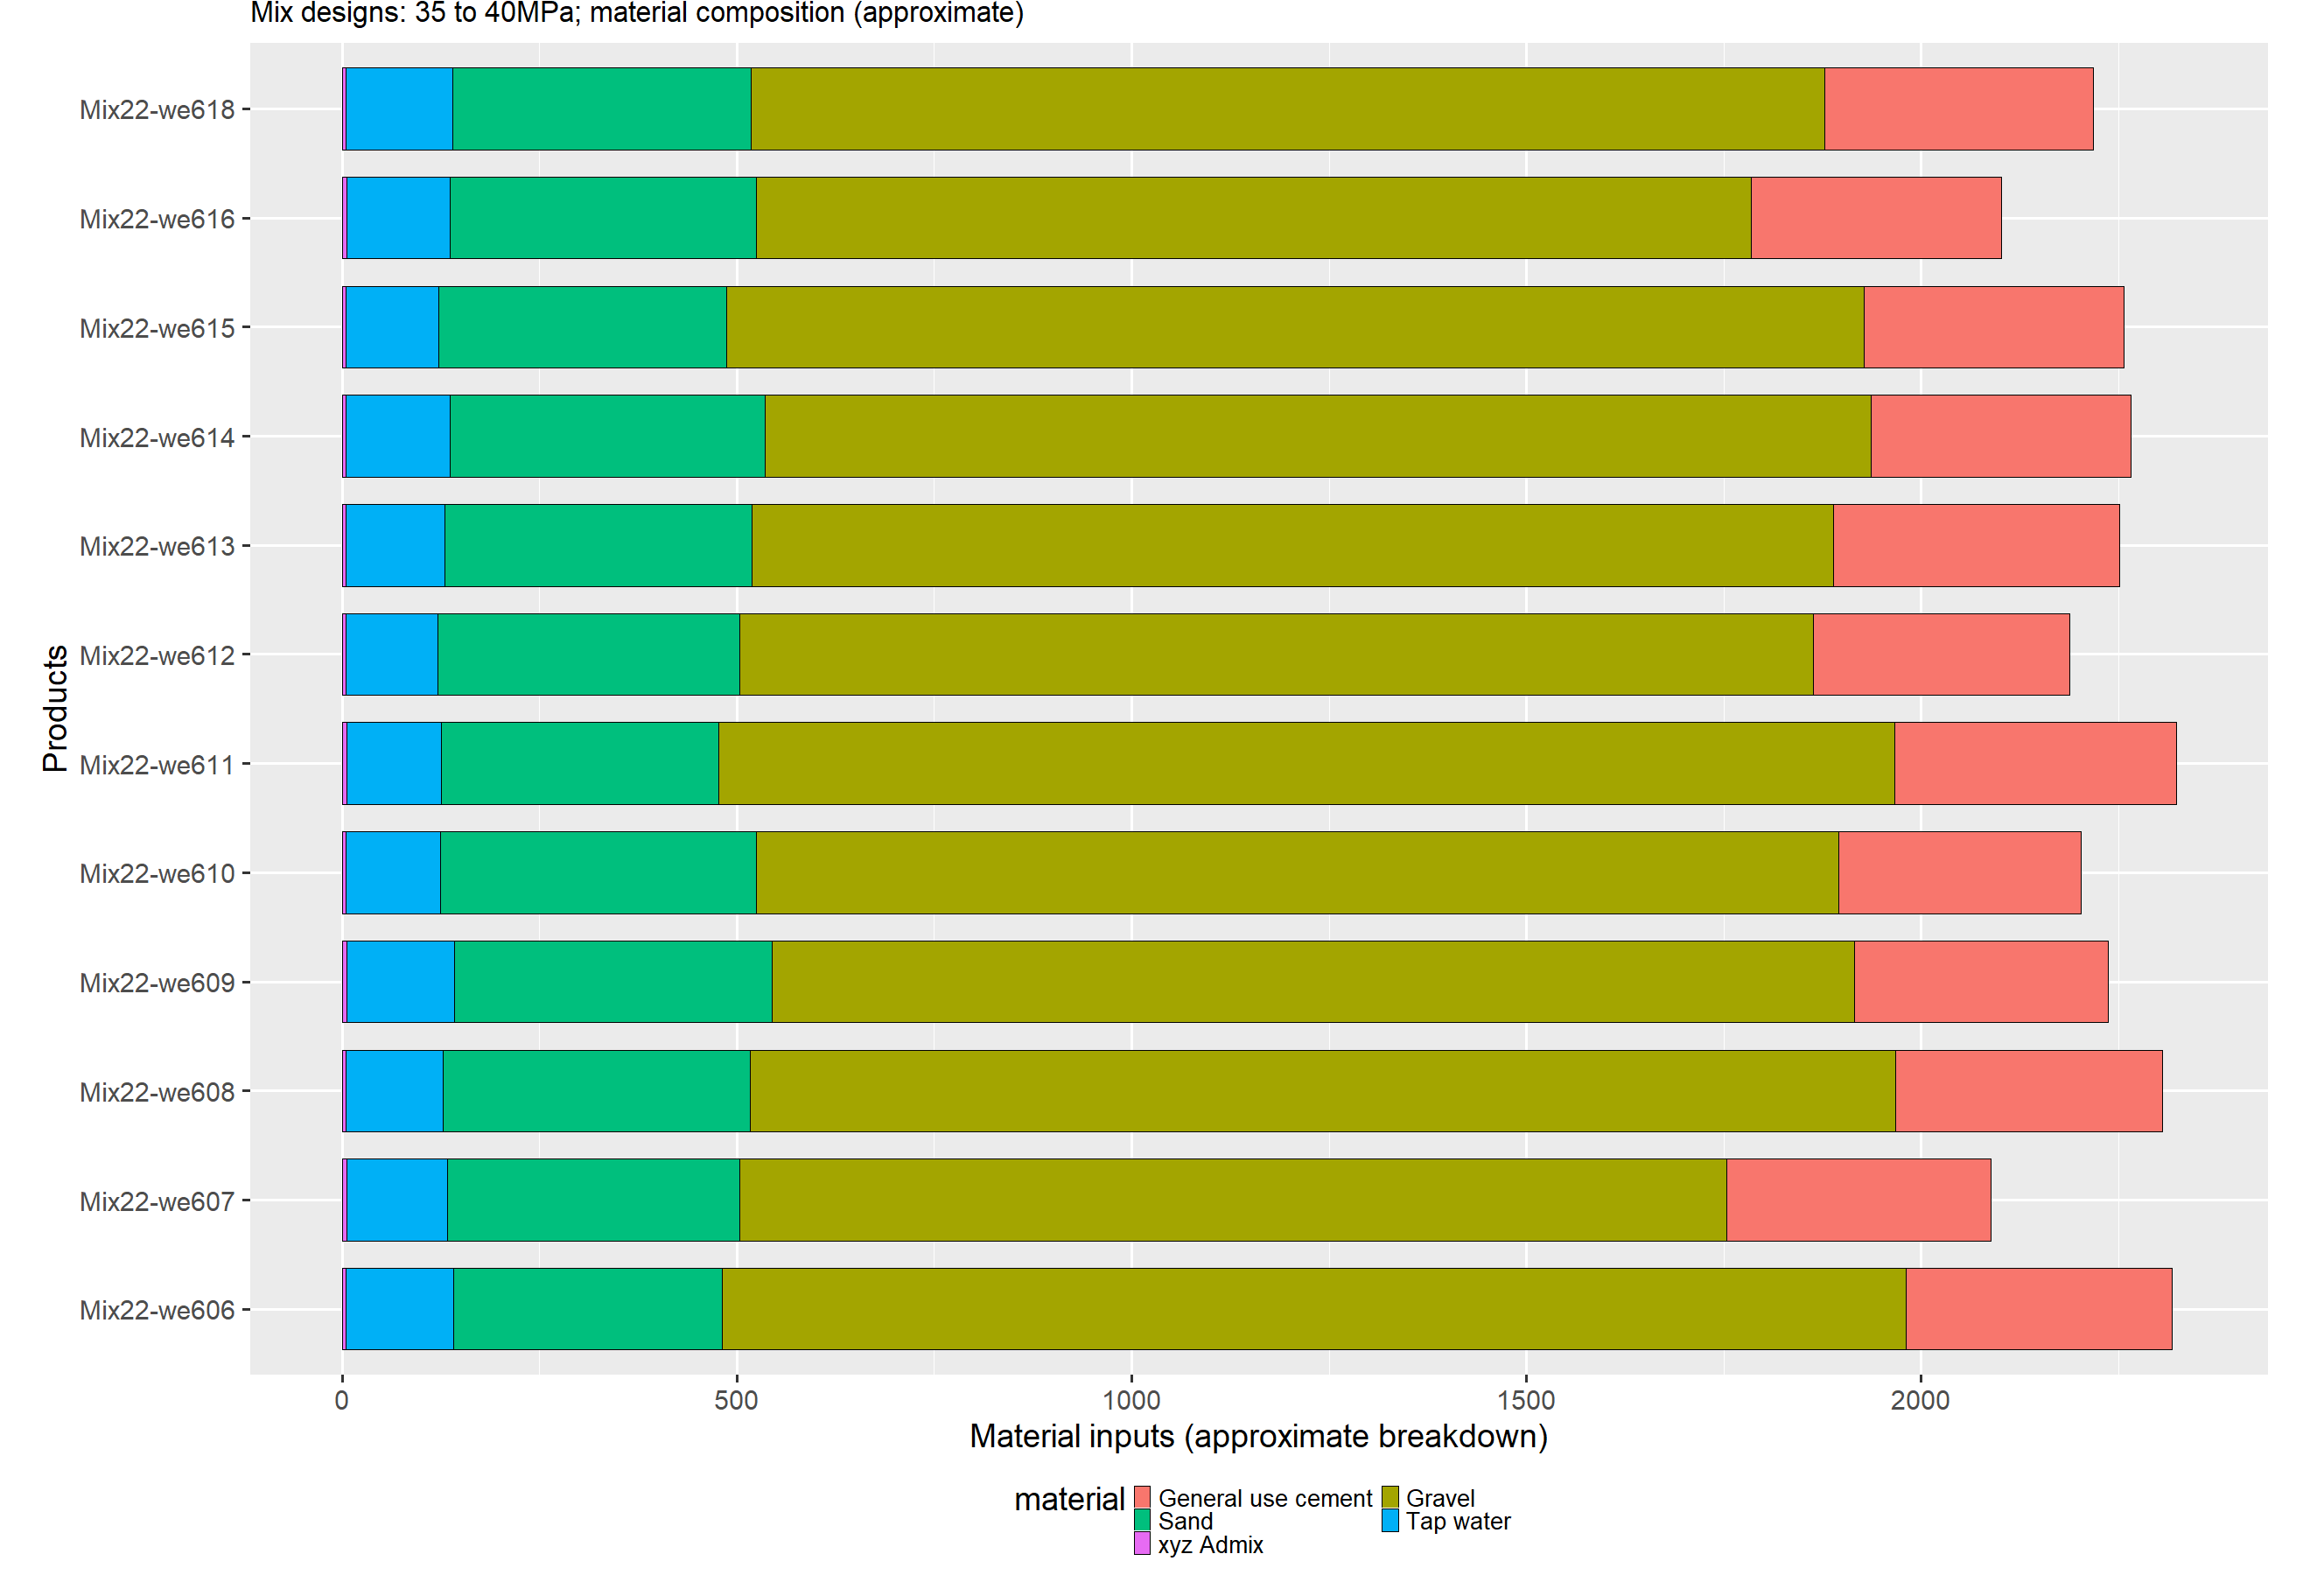 Mix designs: 35 to 40MPa; material composition (approximate)
Products
Mix22-we618
Mix22-we616
Mix22-we615
Mix22-we614
Mix22-we613
Mix22-we612
Mix22-we611
Mix22-we610
Mix22-we609
Mix22-we608
Mix22-we607
Mix22-we606
0 500 1000 1500 2000
Material inputs (approximate breakdown)
material
General use cement Gravel
Sand Tap water
xyz Admix